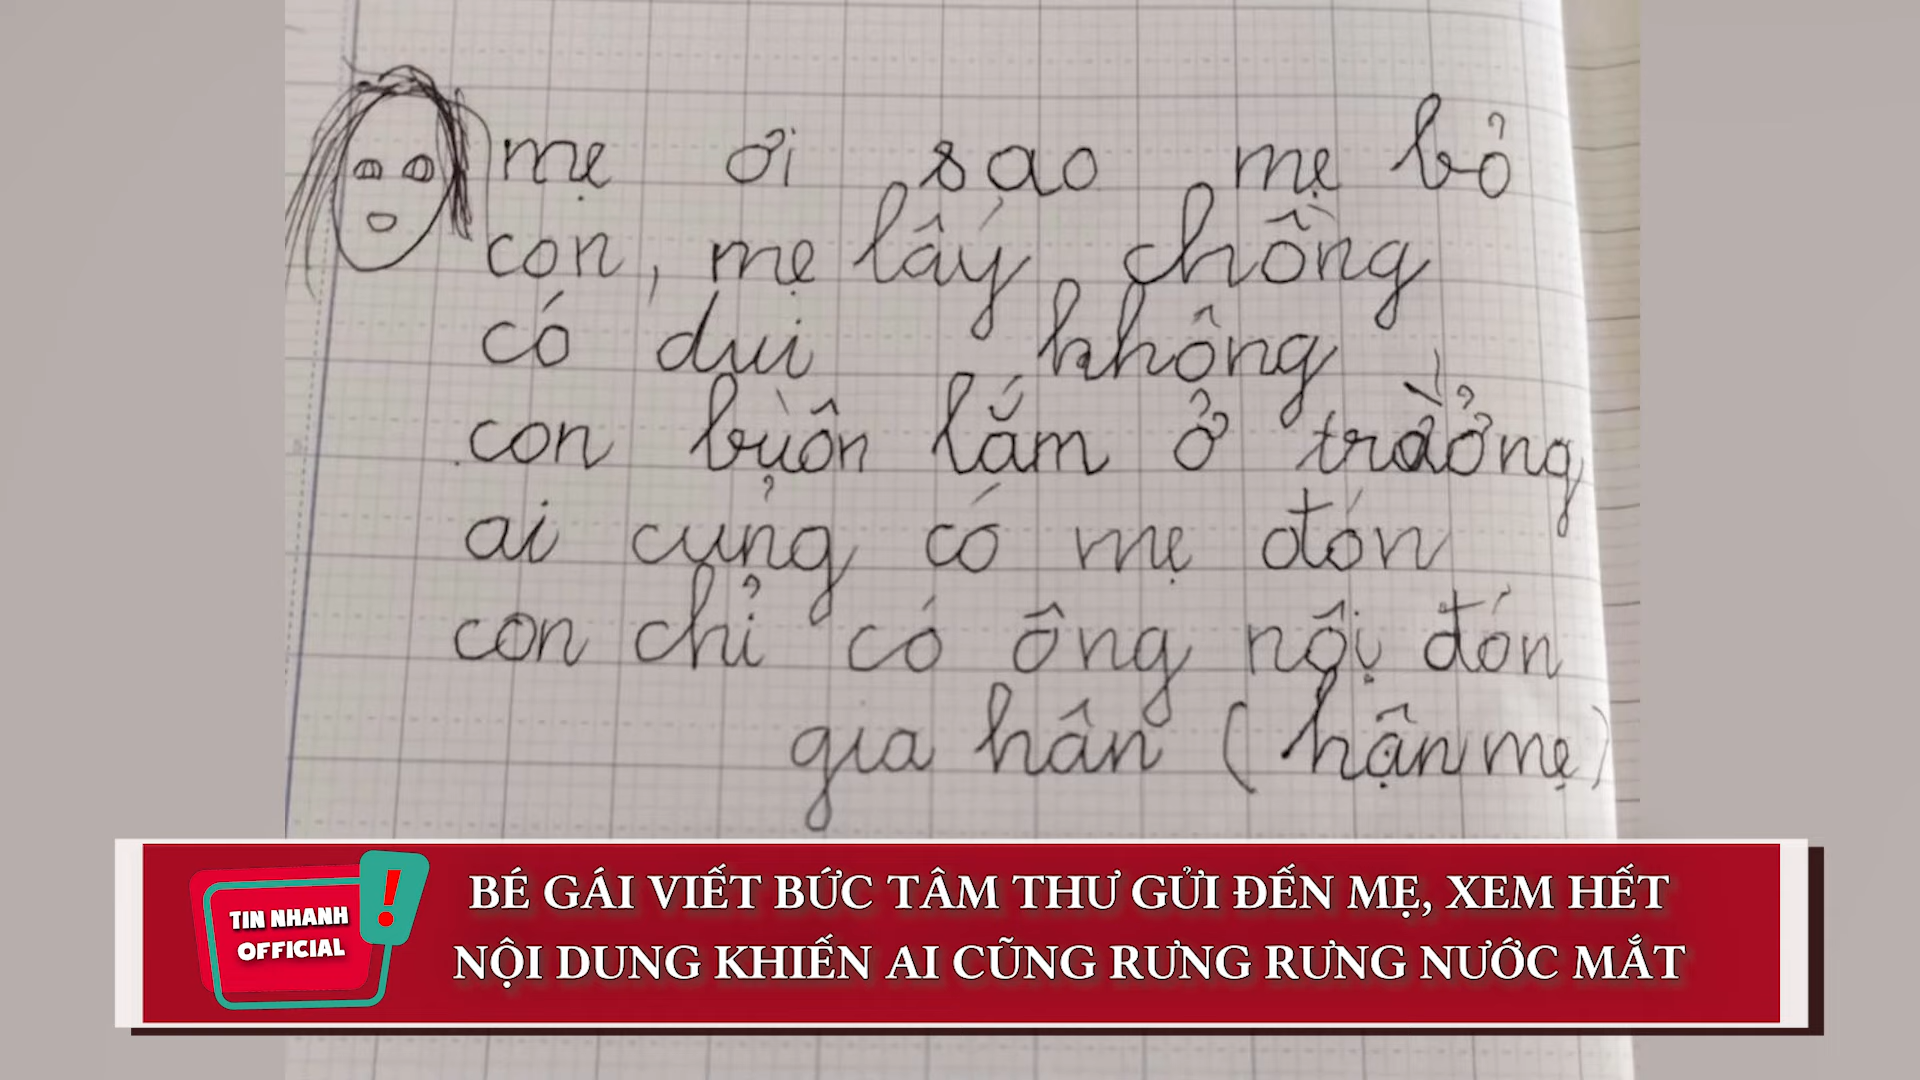 mẹ ơi sao mẹ bỏ
con, mẹ lấy chồng
có dui không
con buồn lắm ở trường
ai củng có mẹ đón
con chỉ có ông nội đón
gia hân (hận mẹ)
TIN NHANH
OFFICIAL
!
BÉ GÁI VIẾT BỨC TÂM THƯ GỬI ĐẾN MẸ, XEM HẾT
NỘI DUNG KHIẾN AI CŨNG RƯNG RƯNG NƯỚC MẮT